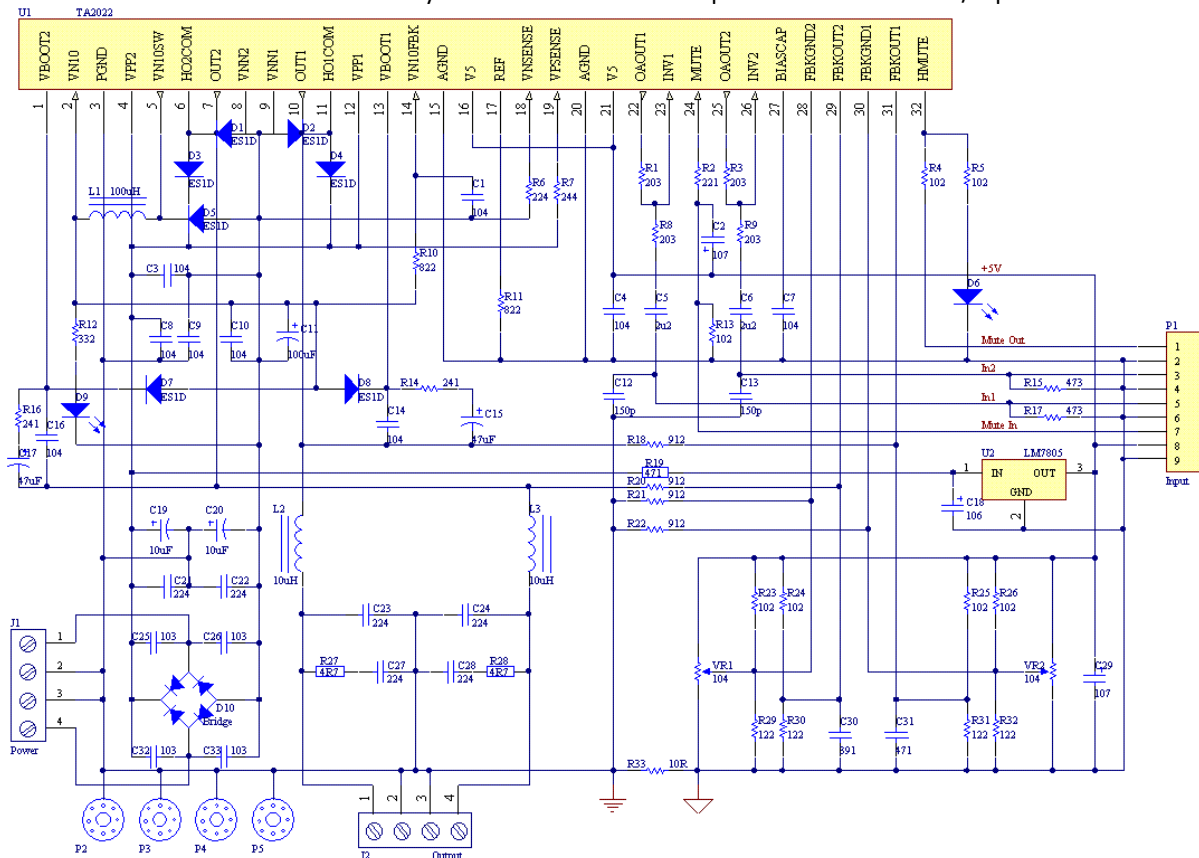 U1 TA2022
VBOOT2 VN10 PGND VPP2 VN10SW HO2COM OUT2 VNN2 VNN1 OUT1 HO1COM VPP1 VBOOT1 VN10FBK AGND V5 REF VNSENSE VPSENSE AGND V5 OAOUT1 INV1 MUTE OAOUT2 INV2 BIASCAP FBKGND2 FBKOUT2 FBKGND1 FBKOUT1 HMUTE
1 2 3 4 5 6 7 8 9 10 11 12 13 14 15 16 17 18 19 20 21 22 23 24 25 26 27 28 29 30 31 32
D1 ES1D
D2 ES1D
D3 ES1D
D4 ES1D
L1 100uH
D5 ES1D
C1 104
R6 224
R7 244
R1 203
R2 221
R3 203
R4 102
R5 102
R8 203
C2 107
R9 203
R10 822
C3 104
R11 822
+5V
D6
R12 332
C8 104
C9 104
C10 104
C11 100uF
C4 104
C5 2u2
R13 102
C6 2u2
C7 104
P1
Mute Out 1
2
In2 3
R15 473 4
In1 5
R17 473 6
Mute In 7
8
9
Input
D7 ES1D
D8 ES1D
R14 241
C12 150p
C13 150p
D9
R16 241
C16 104
C17 47uF
C14 104
C15 47uF
R18 912
R19 471
R20 912
R21 912
R22 912
U2 LM7805
1 IN OUT 3
GND 2
C18 106
C19 10uF
C20 10uF
L2 10uH
L3 10uH
C21 224
C22 224
C23 224
C24 224
R23 102
R24 102
R25 102
R26 102
J1
1
2
3
4
Power
C25 103
C26 103
R27 4R7
C27 224
C28 224
R28 4R7
VR1 104
VR2 104
C29 107
D10 Bridge
R29 122
R30 122
C30 391
C31 471
R31 122
R32 122
C32 103
C33 103
R33 10R
P2 P3 P4 P5
1 2 3 4
J2 Output